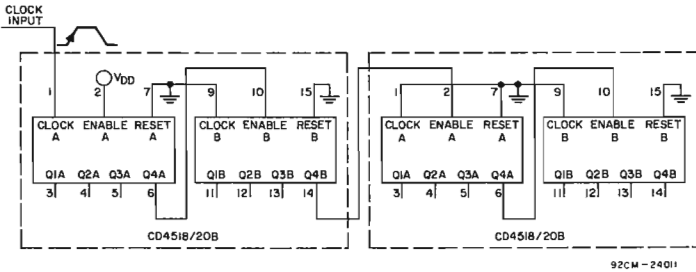 CLOCK
INPUT
VDD
1 2 7 9 10 15 1 2 7 9 10 15
CLOCK ENABLE RESET CLOCK ENABLE RESET CLOCK ENABLE RESET CLOCK ENABLE RESET
A A A B B B A A A B B B
Q1A Q2A Q3A Q4A Q1B Q2B Q3B Q4B Q1A Q2A Q3A Q4A Q1B Q2B Q3B Q4B
3 4 5 6 11 12 13 14 3 4 5 6 11 12 13 14
CD4518/20B CD4518/20B
92CM-24011